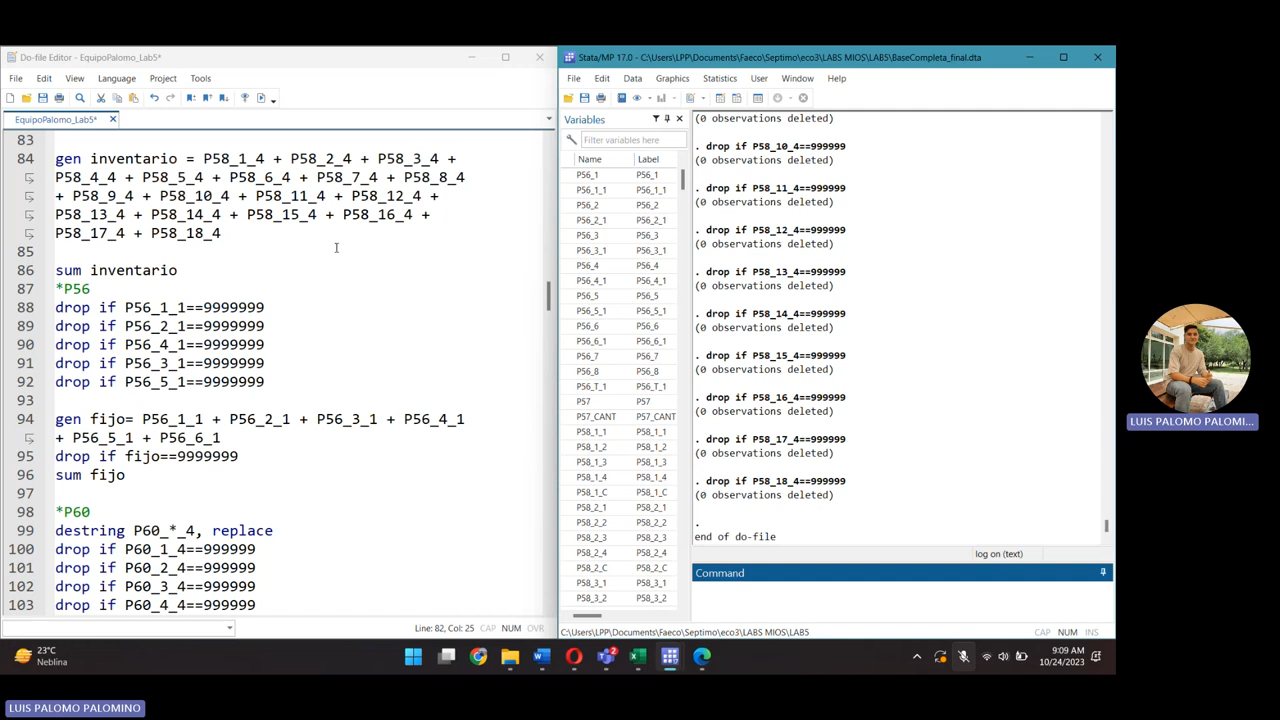 Do-file Editor - EquipoPalomo_Lab5*
File Edit View Language Project Tools
EquipoPalomo_Lab5*
83
84 gen inventario = P58_1_4 + P58_2_4 + P58_3_4 +
P58_4_4 + P58_5_4 + P58_6_4 + P58_7_4 + P58_8_4
+ P58_9_4 + P58_10_4 + P58_11_4 + P58_12_4 +
P58_13_4 + P58_14_4 + P58_15_4 + P58_16_4 +
P58_17_4 + P58_18_4
85
86 sum inventario
87 *P56
88 drop if P56_1_1==9999999
89 drop if P56_2_1==9999999
90 drop if P56_4_1==9999999
91 drop if P56_3_1==9999999
92 drop if P56_5_1==9999999
93
94 gen fijo= P56_1_1 + P56_2_1 + P56_3_1 + P56_4_1
+ P56_5_1 + P56_6_1
95 drop if fijo==9999999
96 sum fijo
97
98 *P60
99 destring P60_*_4, replace
100 drop if P60_1_4==999999
101 drop if P60_2_4==999999
102 drop if P60_3_4==999999
103 drop if P60_4_4==999999
Line: 82, Col: 25 CAP NUM OVR
Stata/MP 17.0 - C:\Users\LPP\Documents\Faeco\Septimo\eco3\LABS MIOS\LAB5\BaseCompleta_final.dta
File Edit Data Graphics Statistics User Window Help
Variables
Filter variables here
Name Label
P56_1 P56_1
P56_1_1 P56_1_1
P56_2 P56_2
P56_2_1 P56_2_1
P56_3 P56_3
P56_3_1 P56_3_1
P56_4 P56_4
P56_4_1 P56_4_1
P56_5 P56_5
P56_5_1 P56_5_1
P56_6 P56_6
P56_6_1 P56_6_1
P56_7 P56_7
P56_8 P56_8
P56_T_1 P56_T_1
P57 P57
P57_CANT P57_CANT
P58_1_1 P58_1_1
P58_1_2 P58_1_2
P58_1_3 P58_1_3
P58_1_4 P58_1_4
P58_1_C P58_1_C
P58_2_1 P58_2_1
P58_2_2 P58_2_2
P58_2_3 P58_2_3
P58_2_4 P58_2_4
P58_2_C P58_2_C
P58_3_1 P58_3_1
P58_3_2 P58_3_2
(0 observations deleted)
. drop if P58_10_4==999999
(0 observations deleted)
. drop if P58_11_4==999999
(0 observations deleted)
. drop if P58_12_4==999999
(0 observations deleted)
. drop if P58_13_4==999999
(0 observations deleted)
. drop if P58_14_4==999999
(0 observations deleted)
. drop if P58_15_4==999999
(0 observations deleted)
. drop if P58_16_4==999999
(0 observations deleted)
. drop if P58_17_4==999999
(0 observations deleted)
. drop if P58_18_4==999999
(0 observations deleted)
.
end of do-file
log on (text)
Command
C:\Users\LPP\Documents\Faeco\Septimo\eco3\LABS MIOS\LAB5
CAP NUM INS
LUIS PALOMO PALOMI...
23°C
Neblina
2
9:09 AM
10/24/2023
LUIS PALOMO PALOMINO